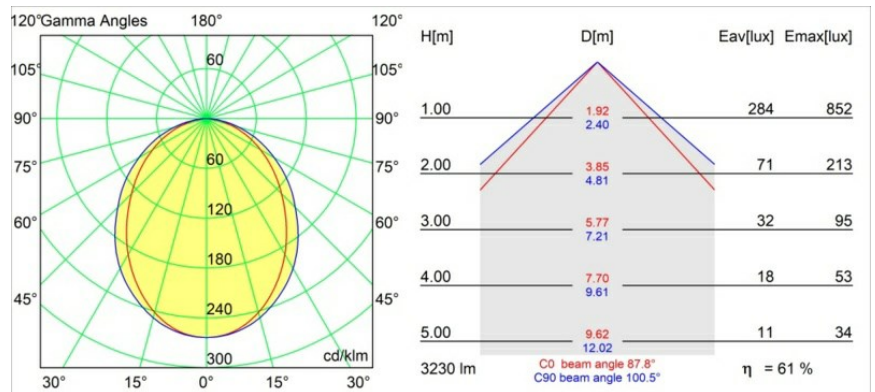 120° Gamma Angles 180° 120°
60
105° 105°
90° 90°
60
75° 75°
120
60° 60°
180
45° 45°
240
300 cd/klm
30° 15° 0° 15° 30°
H[m] D[m] Eav[lux] Emax[lux]
1.00 1.92 284 852
2.40
2.00 3.85 71 213
4.81
3.00 5.77 32 95
7.21
4.00 7.70 18 53
9.61
5.00 9.62 11 34
12.02
3230 lm C0 beam angle 87.8° η = 61 %
C90 beam angle 100.5°